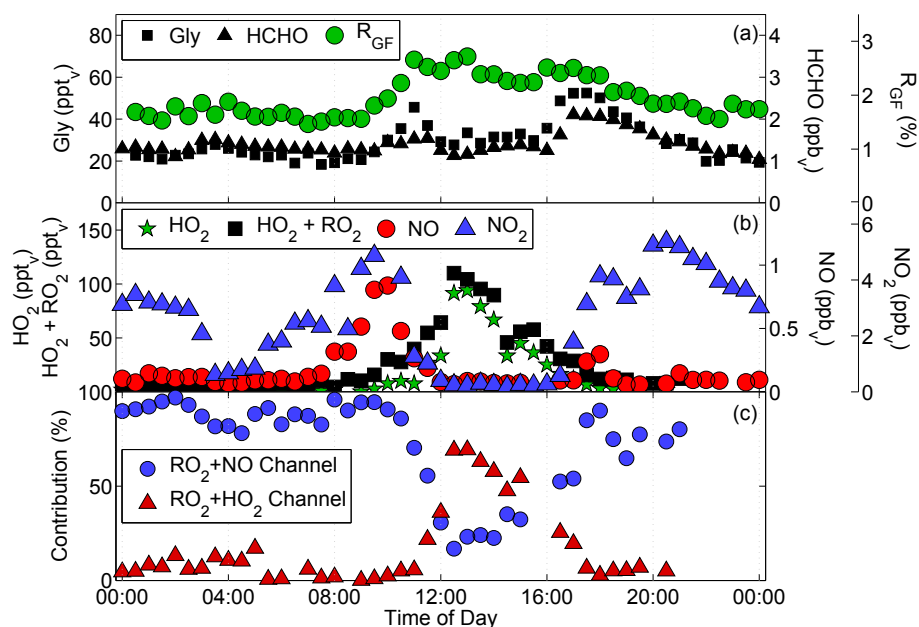 (a)
Gly HCHO R_GF
80
60
40
20
0
Gly (ppt_v)
4
3
2
1
0
HCHO (ppb_v)
3
2
1
0
R_GF (%)
(b)
HO_2 HO_2 + RO_2 NO NO_2
150
100
50
100
HO_2 (ppt_v)
HO_2 + RO_2 (ppt_v)
1
0.5
0
NO (ppb_v)
6
4
2
0
NO_2 (ppb_v)
(c)
100
50
0
Contribution (%)
RO_2+NO Channel
RO_2+HO_2 Channel
00:00 04:00 08:00 12:00 16:00 20:00 00:00
Time of Day